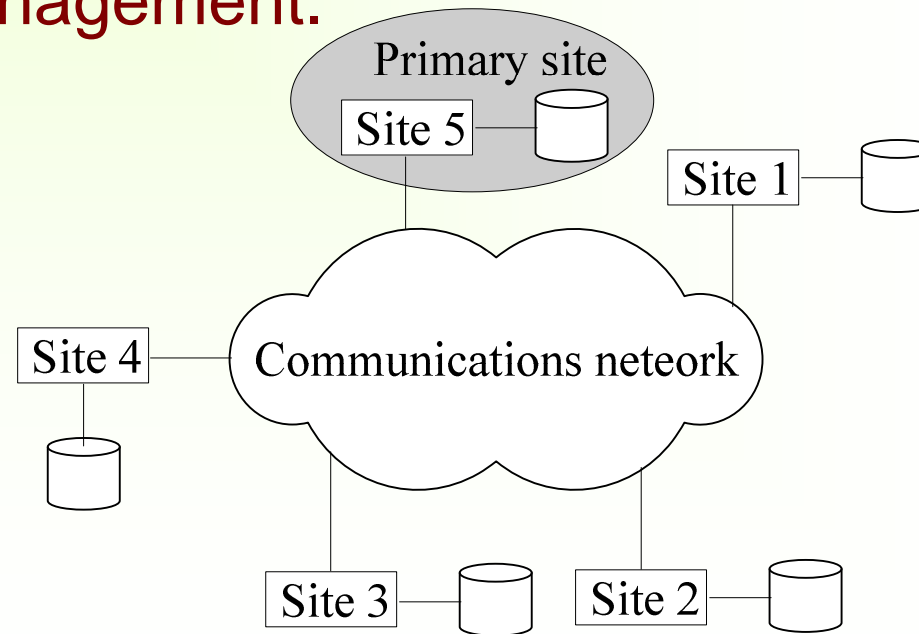 nagement.
Primary site
Site 5
Site 1
Site 4
Communications neteork
Site 3
Site 2